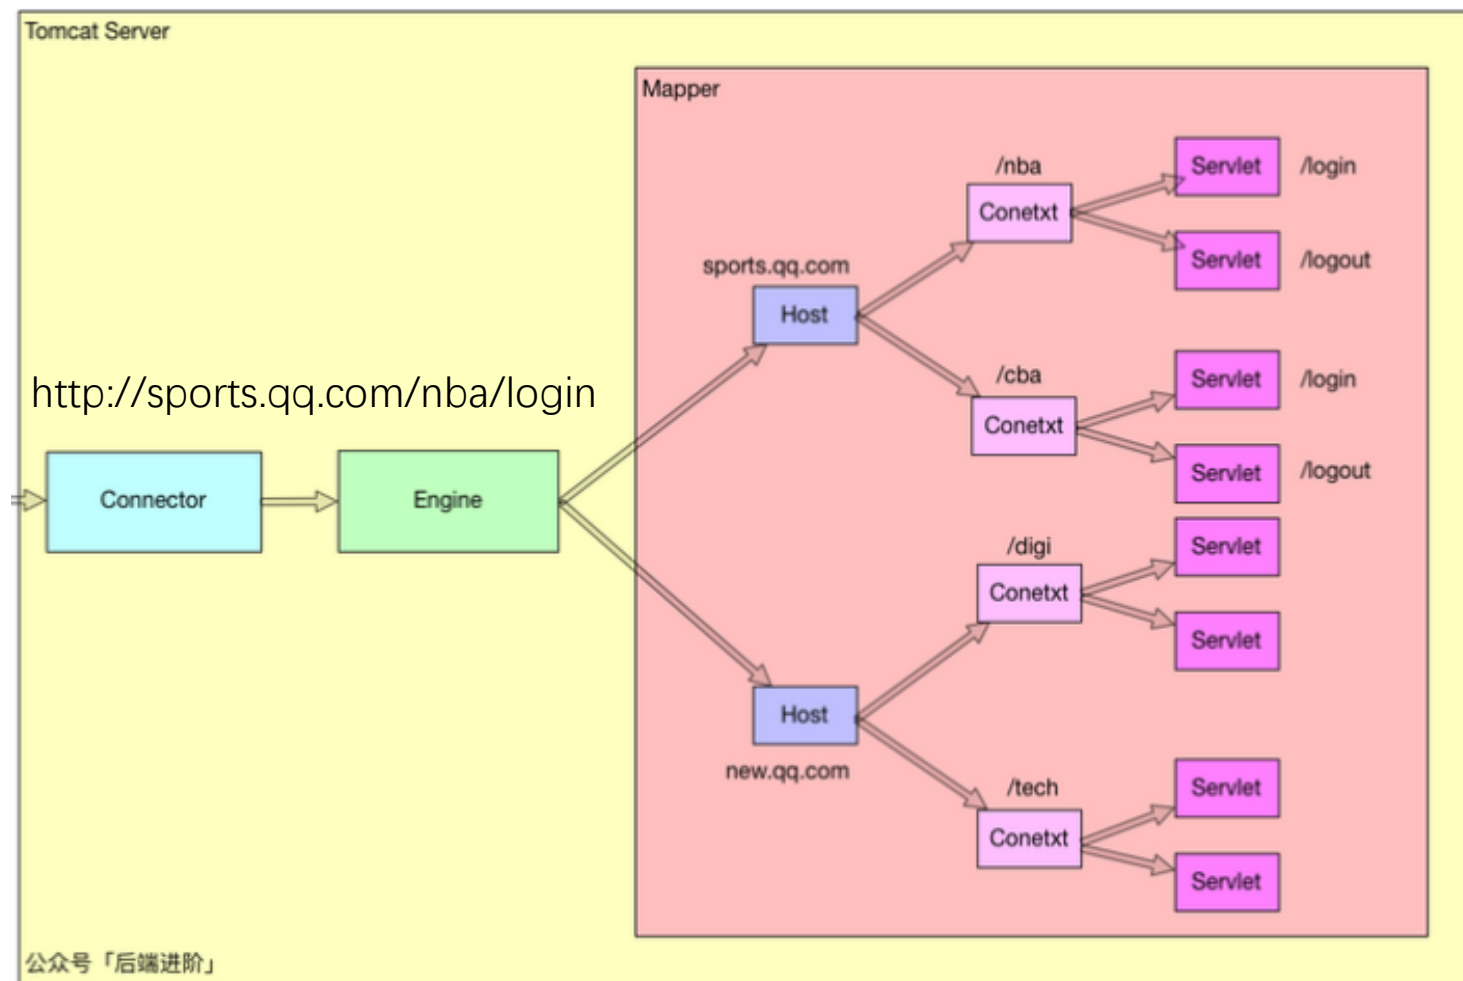 Tomcat Server
Mapper
/nba
Servlet
/login
Conetxt
Servlet
/logout
sports.qq.com
Host
/cba
Servlet
/login
Conetxt
Servlet
/logout
http://sports.qq.com/nba/login
Connector
Engine
/digi
Servlet
Conetxt
Servlet
Host
new.qq.com
/tech
Servlet
Conetxt
Servlet
公众号「后端进阶」